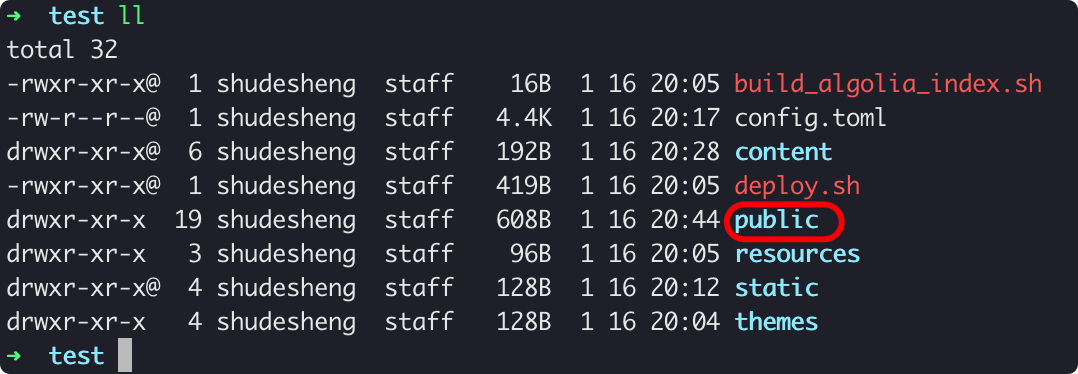 ➜  test ll
total 32
-rwxr-xr-x@  1 shudesheng  staff    16B  1 16 20:05 build_algolia_index.sh
-rw-r--r--@  1 shudesheng  staff   4.4K  1 16 20:17 config.toml
drwxr-xr-x@  6 shudesheng  staff   192B  1 16 20:28 content
-rwxr-xr-x@  1 shudesheng  staff   419B  1 16 20:05 deploy.sh
drwxr-xr-x  19 shudesheng  staff   608B  1 16 20:44 public
drwxr-xr-x   3 shudesheng  staff    96B  1 16 20:05 resources
drwxr-xr-x@  4 shudesheng  staff   128B  1 16 20:12 static
drwxr-xr-x   4 shudesheng  staff   128B  1 16 20:04 themes
➜  test